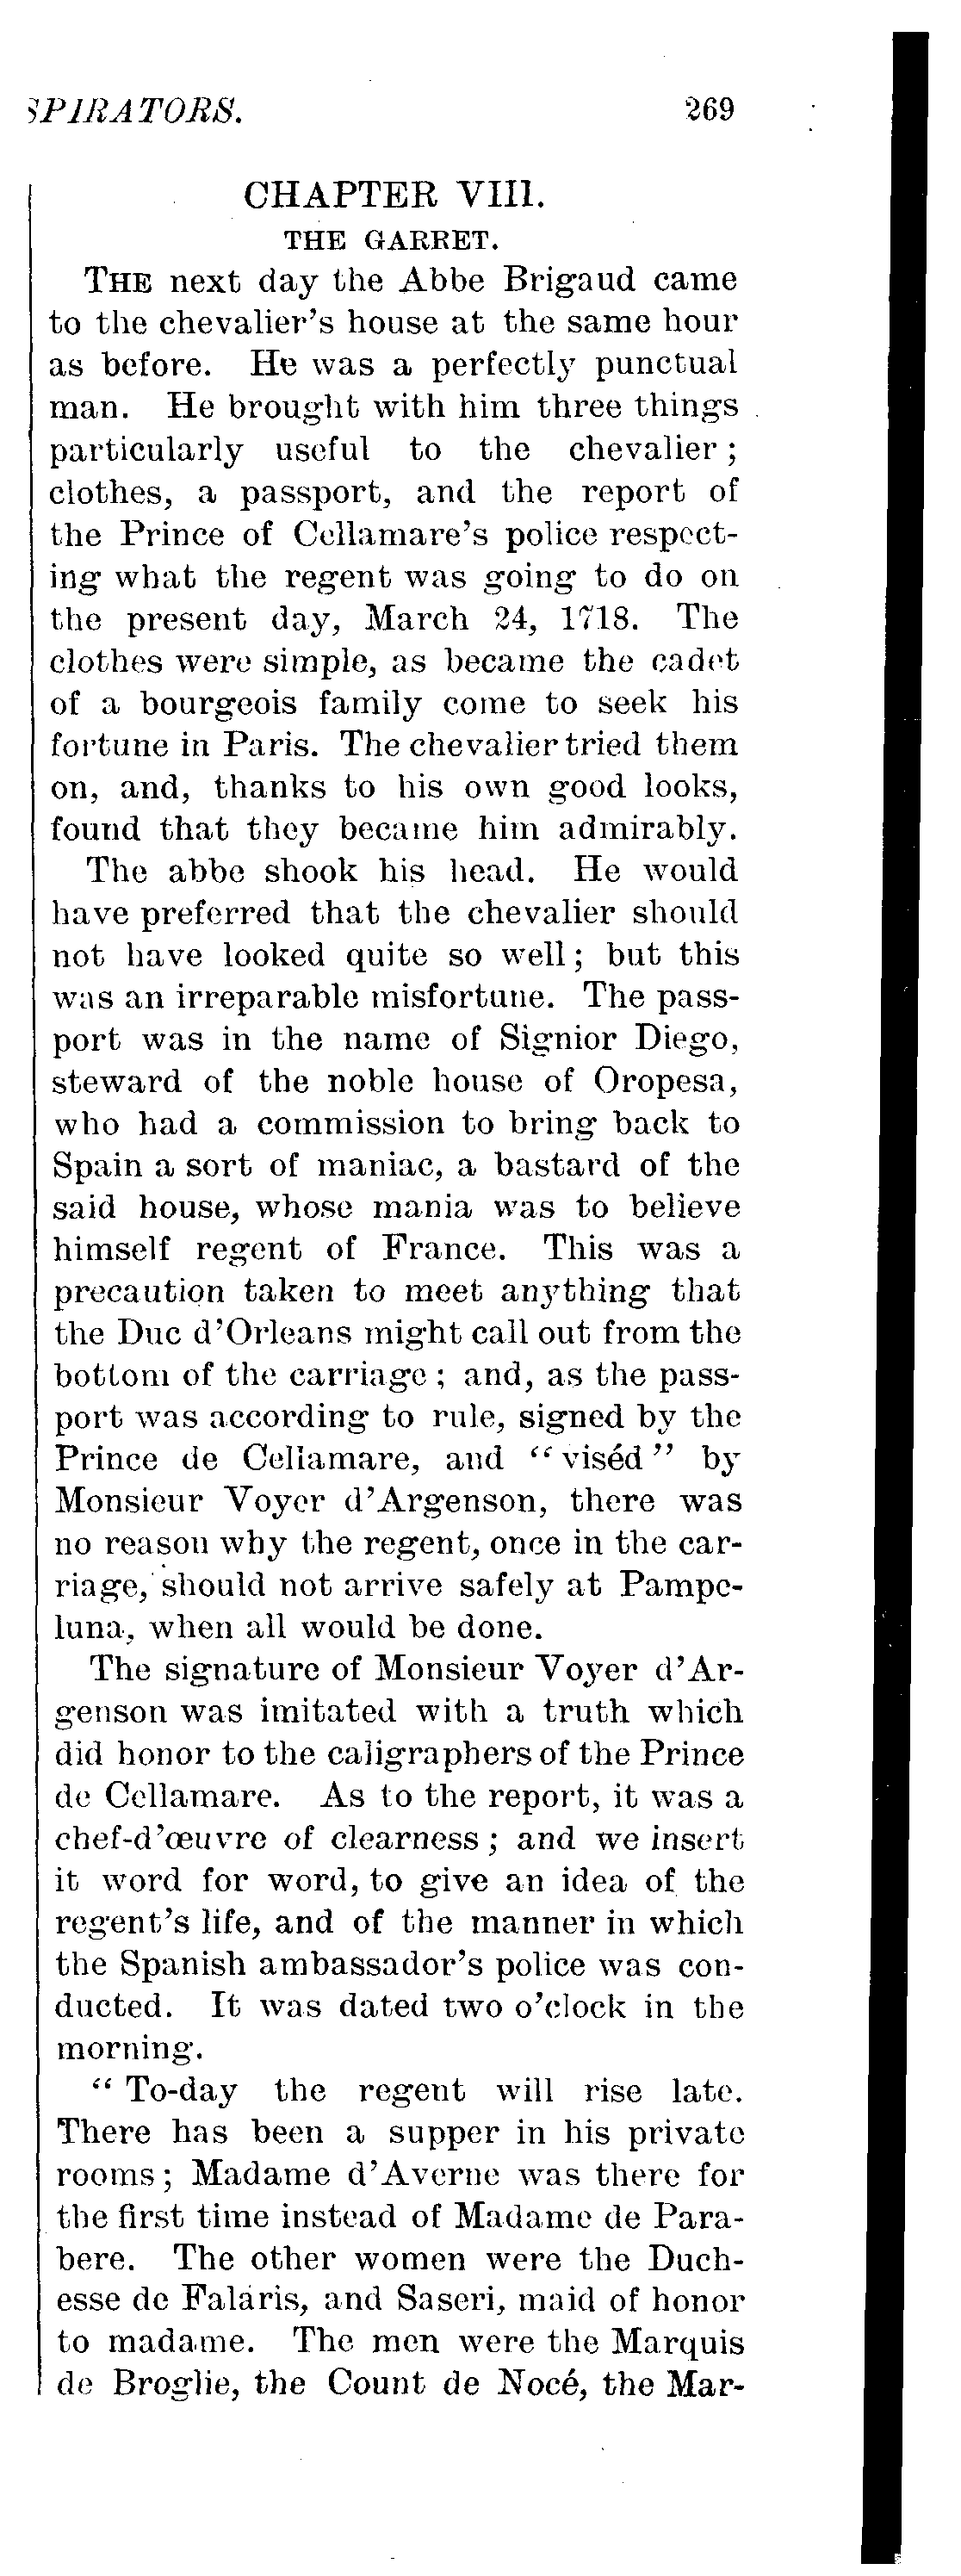 SPIRATORS. 269
CHAPTER VIII.
THE GARRET.
THE next day the Abbe Brigaud came
to the chevalier's house at the same hour
as before. He was a perfectly punctual
man. He brought with him three things
particularly useful to the chevalier;
clothes, a passport, and the report of
the Prince of Cellamare's police respect-
ing what the regent was going to do on
the present day, March 24, 1718. The
clothes were simple, as became the cadet
of a bourgeois family come to seek his
fortune in Paris. The chevalier tried them
on, and, thanks to his own good looks,
found that they became him admirably.
The abbe shook his head. He would
have preferred that the chevalier should
not have looked quite so well; but this
was an irreparable misfortune. The pass-
port was in the name of Signior Diego,
steward of the noble house of Oropesa,
who had a commission to bring back to
Spain a sort of maniac, a bastard of the
said house, whose mania was to believe
himself regent of France. This was a
precaution taken to meet anything that
the Duc d'Orleans might call out from the
bottom of the carriage; and, as the pass-
port was according to rule, signed by the
Prince de Cellamare, and "viséd" by
Monsieur Voyer d'Argenson, there was
no reason why the regent, once in the car-
riage, should not arrive safely at Pampe-
luna, when all would be done.
The signature of Monsieur Voyer d'Ar-
genson was imitated with a truth which
did honor to the caligraphers of the Prince
de Cellamare. As to the report, it was a
chef-d'œuvre of clearness; and we insert
it word for word, to give an idea of the
regent's life, and of the manner in which
the Spanish ambassador's police was con-
ducted. It was dated two o'clock in the
morning.
"To-day the regent will rise late.
There has been a supper in his private
rooms; Madame d'Averne was there for
the first time instead of Madame de Para-
bere. The other women were the Duch-
esse de Falaris, and Saseri, maid of honor
to madame. The men were the Marquis
de Broglie, the Count de Nocé, the Mar-